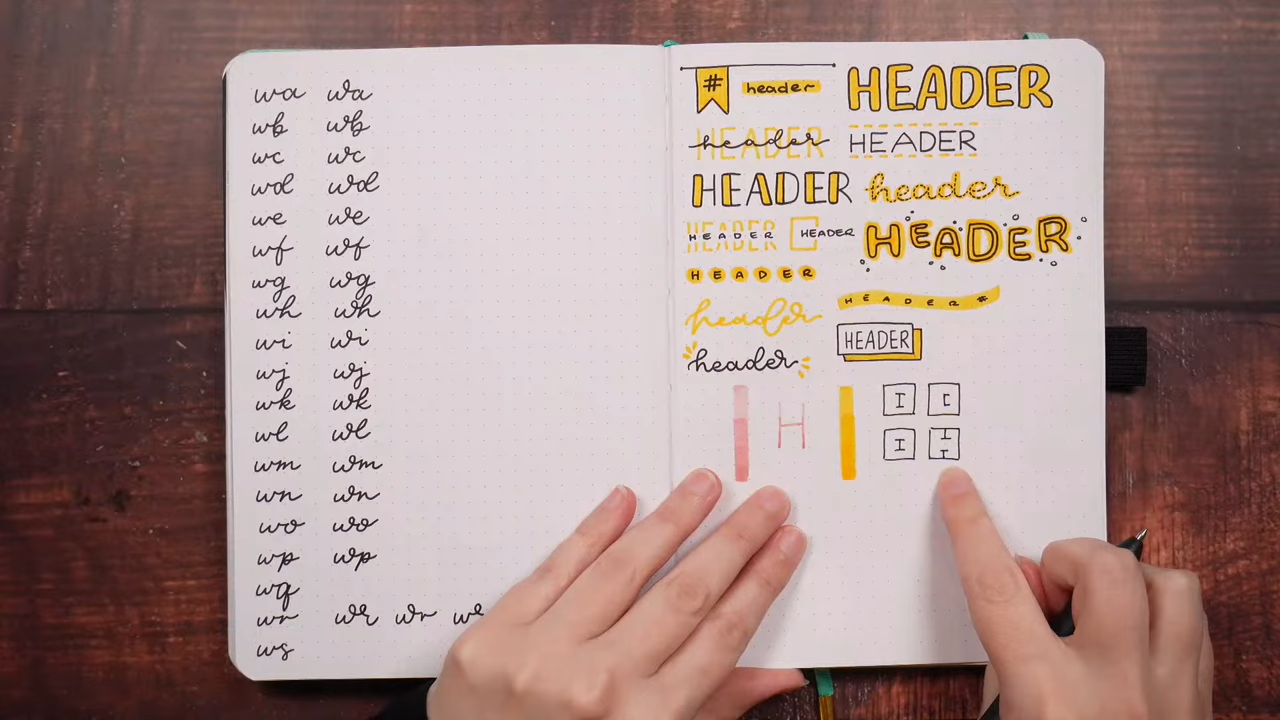 wa wa
wb wb
wc wc
wd wd
we we
wf wf
wg wg
wh wh
wi wi
wj wj
wk wk
wl wl
wm wm
wn wn
wo wo
wp wp
wq
wr wr wr
ws
# header HEADER
header HEADER HEADER
HEADER header
HEADER HEADER HEADER HEADER
HEADER
header HEADER #
header HEADER
H I C
I